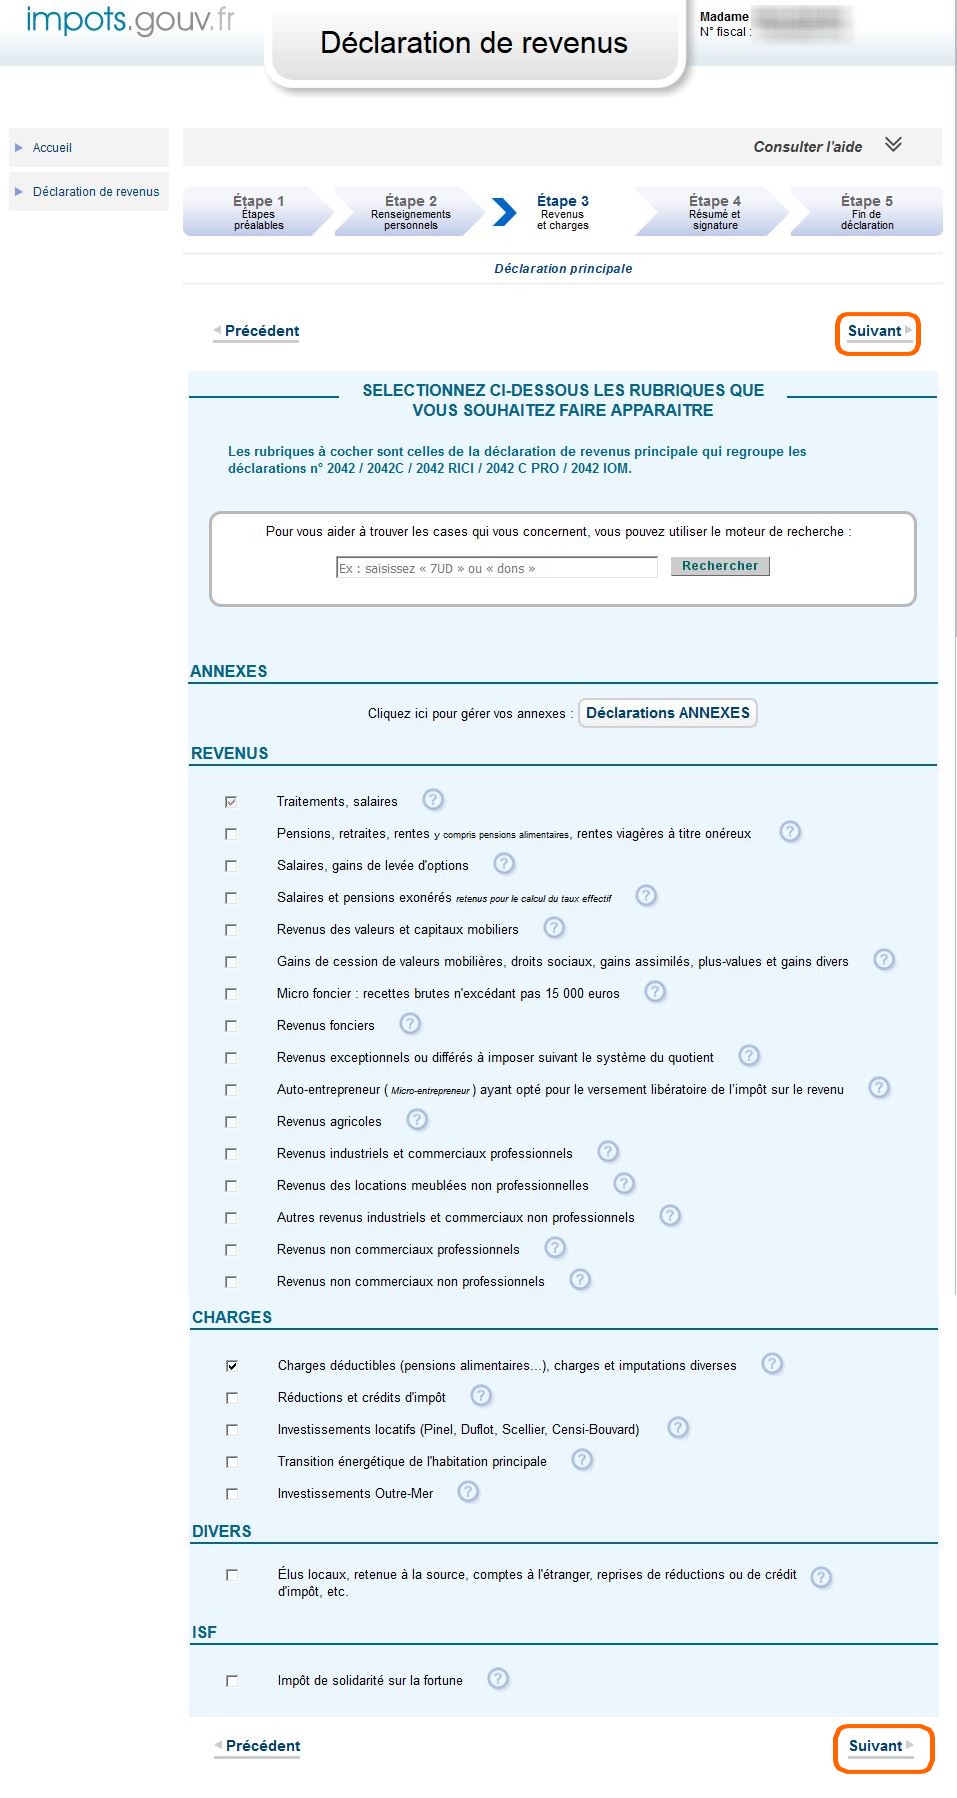 impots.gouv.fr
Déclaration de revenus
Madame
N° fiscal :
Accueil
Déclaration de revenus
Consulter l'aide
Étape 1
Étapes
préalables
Étape 2
Renseignements
personnels
Étape 3
Revenus
et charges
Étape 4
Résumé et
signature
Étape 5
Fin de
déclaration
Déclaration principale
Précédent
Suivant
SELECTIONNEZ CI-DESSOUS LES RUBRIQUES QUE
VOUS SOUHAITEZ FAIRE APPARAITRE
Les rubriques à cocher sont celles de la déclaration de revenus principale qui regroupe les
déclarations n° 2042 / 2042C / 2042 RICI / 2042 C PRO / 2042 IOM.
Pour vous aider à trouver les cases qui vous concernent, vous pouvez utiliser le moteur de recherche :
Ex : saisissez « 7UD » ou « dons »
Rechercher
ANNEXES
Cliquez ici pour gérer vos annexes : Déclarations ANNEXES
REVENUS
Traitements, salaires ?
Pensions, retraites, rentes y compris pensions alimentaires, rentes viagères à titre onéreux ?
Salaires, gains de levée d'options ?
Salaires et pensions exonérés retenus pour le calcul du taux effectif ?
Revenus des valeurs et capitaux mobiliers ?
Gains de cession de valeurs mobilières, droits sociaux, gains assimilés, plus-values et gains divers ?
Micro foncier : recettes brutes n'excédant pas 15 000 euros ?
Revenus fonciers ?
Revenus exceptionnels ou différés à imposer suivant le système du quotient ?
Auto-entrepreneur ( Micro-entrepreneur ) ayant opté pour le versement libératoire de l'impôt sur le revenu ?
Revenus agricoles ?
Revenus industriels et commerciaux professionnels ?
Revenus des locations meublées non professionnelles ?
Autres revenus industriels et commerciaux non professionnels ?
Revenus non commerciaux professionnels ?
Revenus non commerciaux non professionnels ?
CHARGES
Charges déductibles (pensions alimentaires...), charges et imputations diverses ?
Réductions et crédits d'impôt ?
Investissements locatifs (Pinel, Duflot, Scellier, Censi-Bouvard) ?
Transition énergétique de l'habitation principale ?
Investissements Outre-Mer ?
DIVERS
Élus locaux, retenue à la source, comptes à l'étranger, reprises de réductions ou de crédit ?
d'impôt, etc.
ISF
Impôt de solidarité sur la fortune ?
Précédent
Suivant